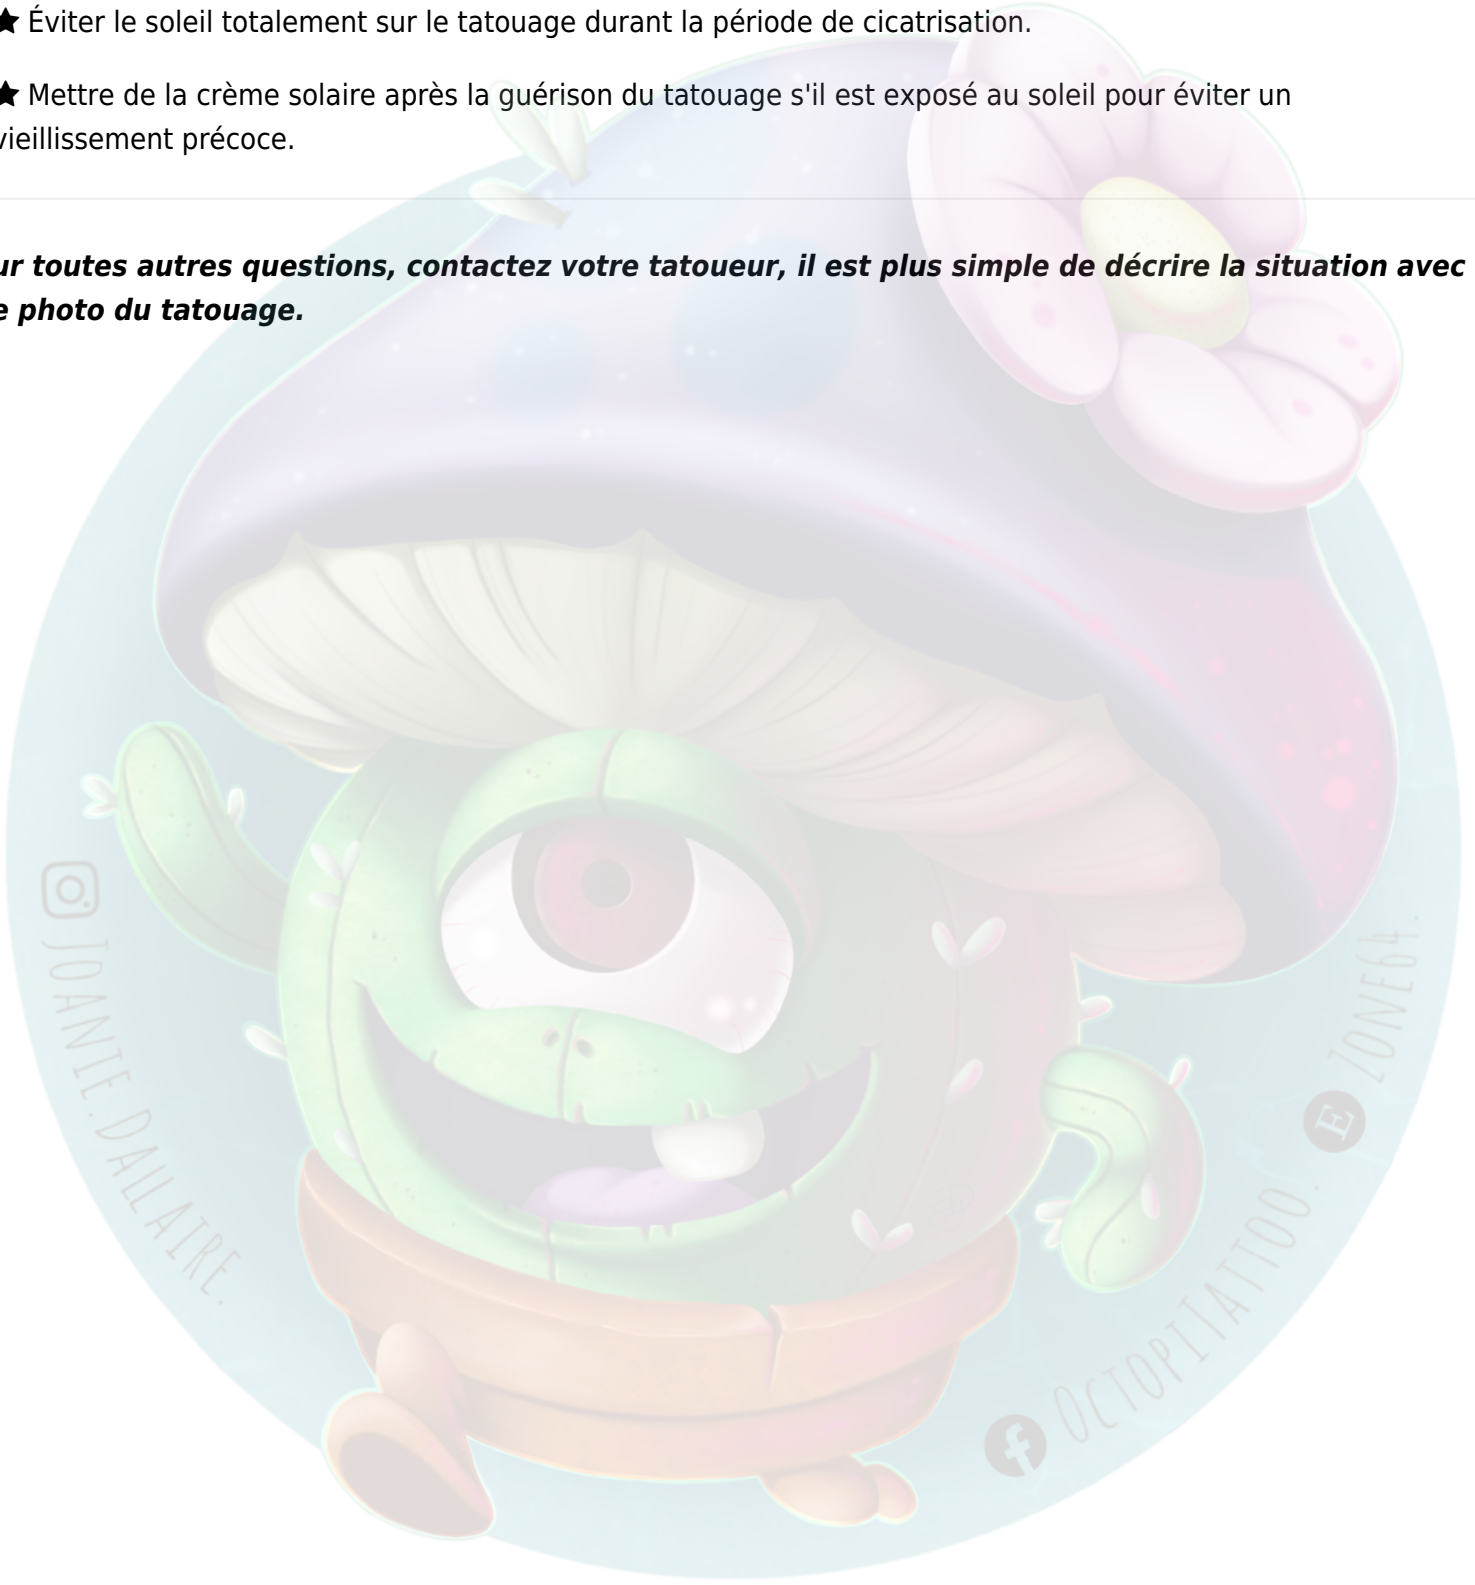 ★ Éviter le soleil totalement sur le tatouage durant la période de cicatrisation.
★ Mettre de la crème solaire après la guérison du tatouage s'il est exposé au soleil pour éviter un
vieillissement précoce.
ur toutes autres questions, contactez votre tatoueur, il est plus simple de décrire la situation avec
e photo du tatouage.
JOANIE.DALLAIRE.
OCTOPITATTOO.
E ZONE64.